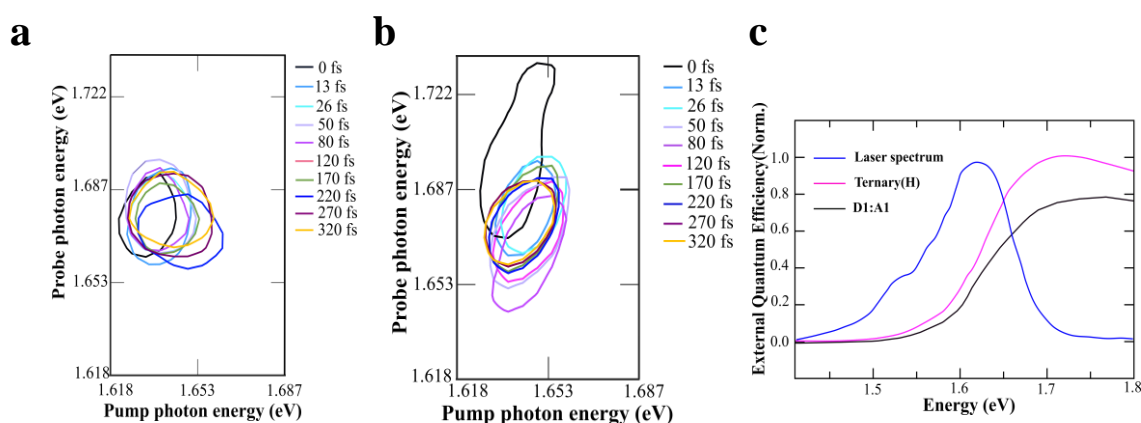 a
Probe photon energy (eV)
1.722
1.687
1.653
1.618
1.618
1.653
1.687
Pump photon energy (eV)
0 fs
13 fs
26 fs
50 fs
80 fs
120 fs
170 fs
220 fs
270 fs
320 fs
b
Probe photon energy (eV)
1.722
1.687
1.653
1.618
1.618
1.653
1.687
Pump photon energy (eV)
0 fs
13 fs
26 fs
50 fs
80 fs
120 fs
170 fs
220 fs
270 fs
320 fs
c
External Quantum Efficiency(Norm.)
1.0
0.8
0.6
0.4
0.2
0.0
Laser spectrum
Ternary(H)
D1:A1
1.5
1.6
1.7
1.8
Energy (eV)